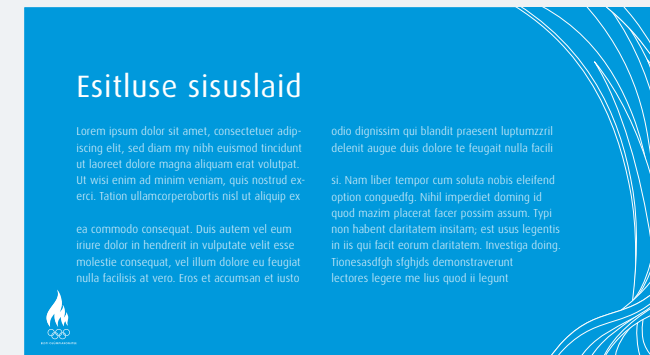 Esitluse sisuslaid
Lorem ipsum dolor sit amet, consectetuer adip-
iscing elit, sed diam my nibh euismod tincidunt
ut laoreet dolore magna aliquam erat volutpat.
Ut wisi enim ad minim veniam, quis nostrud ex-
erci. Tation ullamcorperobortis nisl ut aliquip ex
ea commodo consequat. Duis autem vel eum
iriure dolor in hendrerit in vulputate velit esse
molestie consequat, vel illum dolore eu feugiat
nulla facilisis at vero. Eros et accumsan et iusto
odio dignissim qui blandit praesent luptumzzril
delenit augue duis dolore te feugait nulla facili
si. Nam liber tempor cum soluta nobis eleifend
option conguedfg. Nihil imperdiet doming id
quod mazim placerat facer possim assum. Typi
non habent claritatem insitam; est usus legentis
in iis qui facit eorum claritatem. Investiga doing.
Tionesasdfgh sfghjds demonstraverunt
lectores legere me lius quod ii legunt